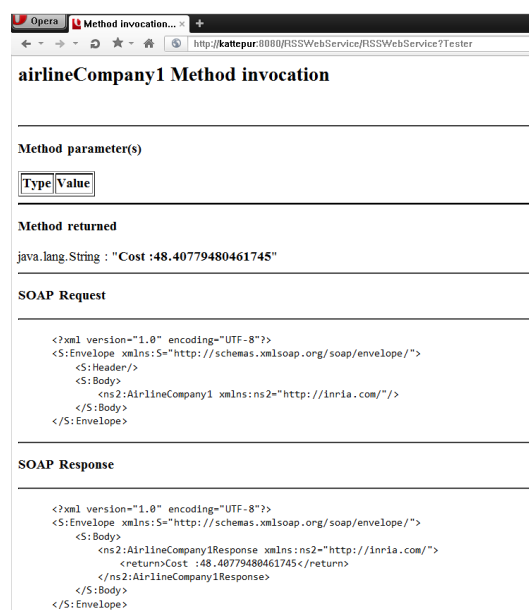 Opera
Method invocation... ×
+
http://kattepur:8080/RSSWebService/RSSWebService?Tester
airlineCompany1 Method invocation
Method parameter(s)
Type Value
Method returned
java.lang.String : "Cost :48.40779480461745"
SOAP Request
<?xml version="1.0" encoding="UTF-8"?>
<S:Envelope xmlns:S="http://schemas.xmlsoap.org/soap/envelope/">
<S:Header/>
<S:Body>
<ns2:AirlineCompany1 xmlns:ns2="http://inria.com/"/>
</S:Body>
</S:Envelope>
SOAP Response
<?xml version="1.0" encoding="UTF-8"?>
<S:Envelope xmlns:S="http://schemas.xmlsoap.org/soap/envelope/">
<S:Body>
<ns2:AirlineCompany1Response xmlns:ns2="http://inria.com/">
<return>Cost :48.40779480461745</return>
</ns2:AirlineCompany1Response>
</S:Body>
</S:Envelope>